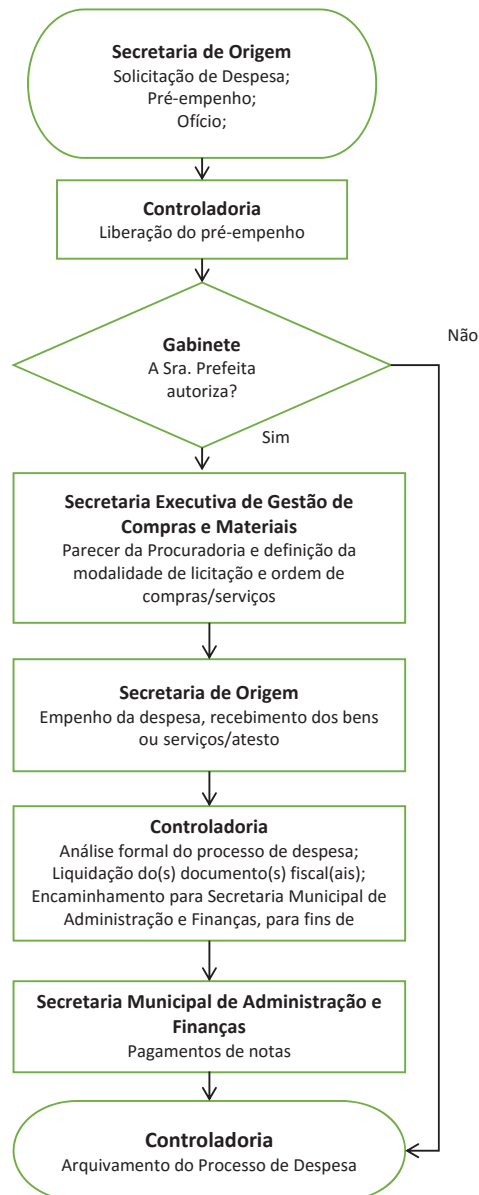 Secretaria de Origem
Solicitação de Despesa;
Pré-empenho;
Ofício;
Controladoria
Liberação do pré-empenho
Gabinete
A Sra. Prefeita
autoriza?
Não
Sim
Secretaria Executiva de Gestão de
Compras e Materiais
Parecer da Procuradoria e definição da
modalidade de licitação e ordem de
compras/serviços
Secretaria de Origem
Empenho da despesa, recebimento dos bens
ou serviços/atesto
Controladoria
Análise formal do processo de despesa;
Liquidação do(s) documento(s) fiscal(ais);
Encaminhamento para Secretaria Municipal de
Administração e Finanças, para fins de
Secretaria Municipal de Administração e
Finanças
Pagamentos de notas
Controladoria
Arquivamento do Processo de Despesa